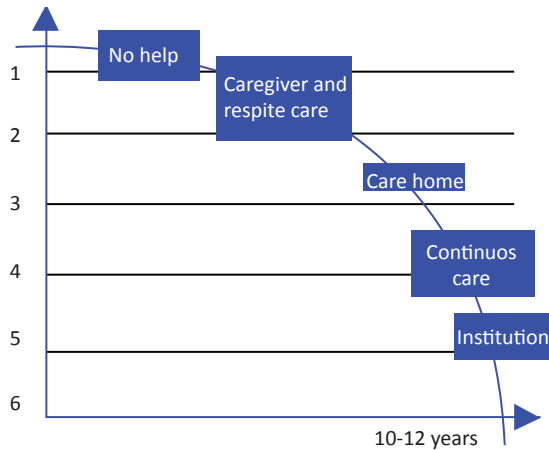 No help
1
Caregiver and
respite care
2
Care home
3
Continuos
care
4
Institution
5
6
10-12 years